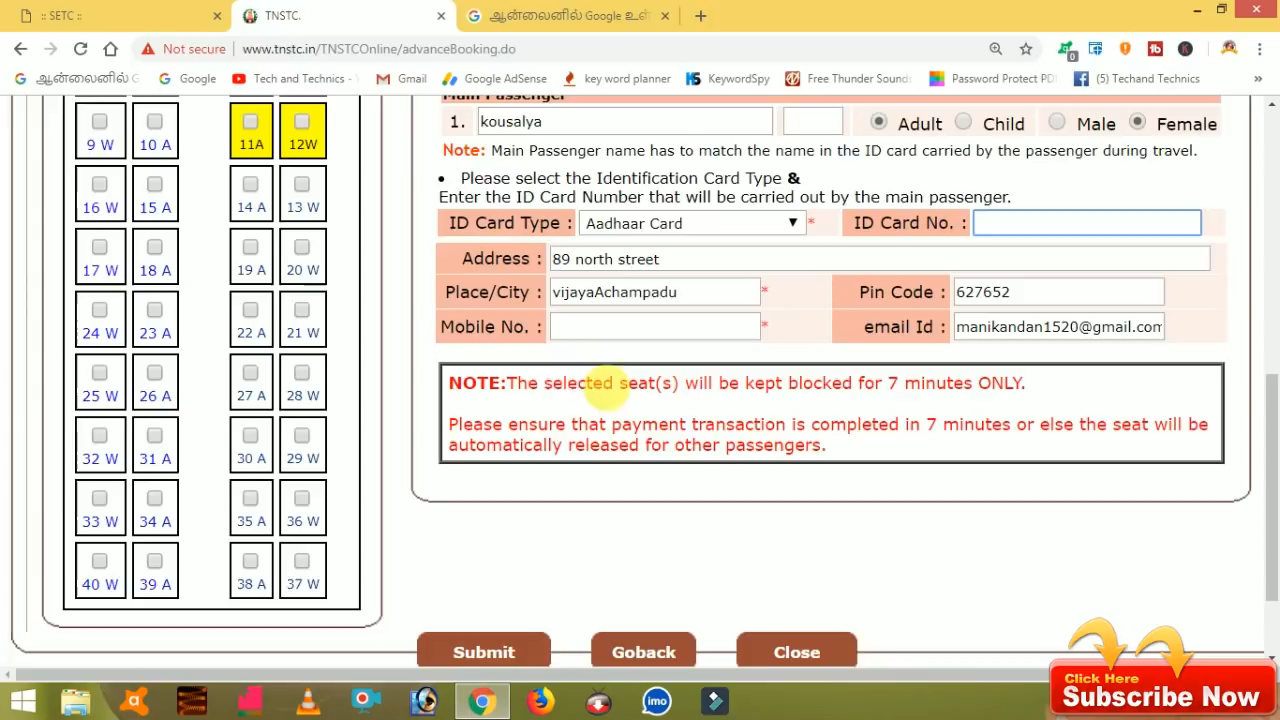 :: SETC ::
TNSTC.
ஆன்லைனில் Google உள்
Not secure
www.tnstc.in/TNSTCOnline/advanceBooking.do
0
ஆன்லைனில்
Google
Tech and Technics -
Gmail
Google AdSense
key word planner
KeywordSpy
Free Thunder Sound
Password Protect PD
(5) Techand Technics
»
Main Passenger
1. kousalya
Adult Child Male Female
Note: Main Passenger name has to match the name in the ID card carried by the passenger during travel.
• Please select the Identification Card Type &
Enter the ID Card Number that will be carried out by the main passenger.
ID Card Type : Aadhaar Card * ID Card No. :
Address : 89 north street
Place/City : vijayaAchampadu * Pin Code : 627652
Mobile No. : * email Id : manikandan1520@gmail.com
NOTE:The selected seat(s) will be kept blocked for 7 minutes ONLY.
Please ensure that payment transaction is completed in 7 minutes or else the seat will be
automatically released for other passengers.
9 W 10 A 11A 12W
16 W 15 A 14 A 13 W
17 W 18 A 19 A 20 W
24 W 23 A 22 A 21 W
25 W 26 A 27 A 28 W
32 W 31 A 30 A 29 W
33 W 34 A 35 A 36 W
40 W 39 A 38 A 37 W
Submit Goback Close
imo
Click Here
Subscribe Now